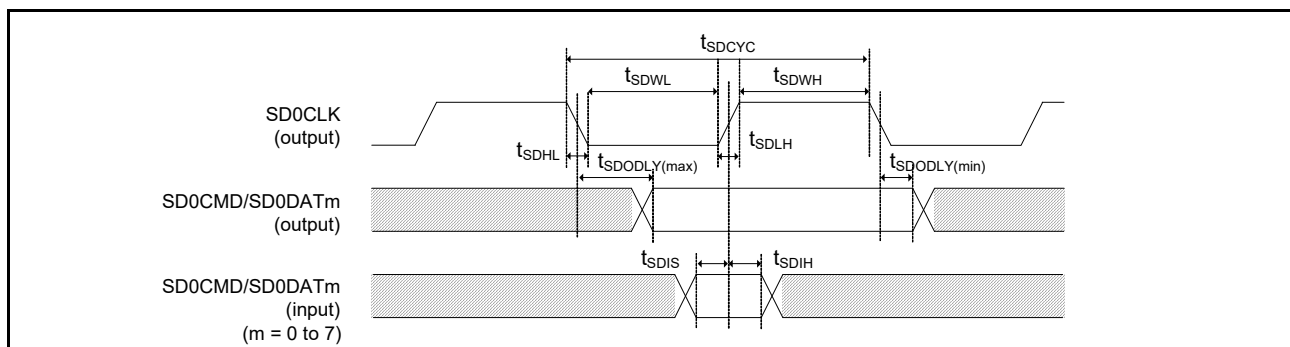 tSDCYC
tSDWL
tSDWH
SD0CLK
(output)
tSDHL
tSDLH
tSDODLY(max)
tSDODLY(min)
SD0CMD/SD0DATm
(output)
tSDIS
tSDIH
SD0CMD/SD0DATm
(input)
(m = 0 to 7)